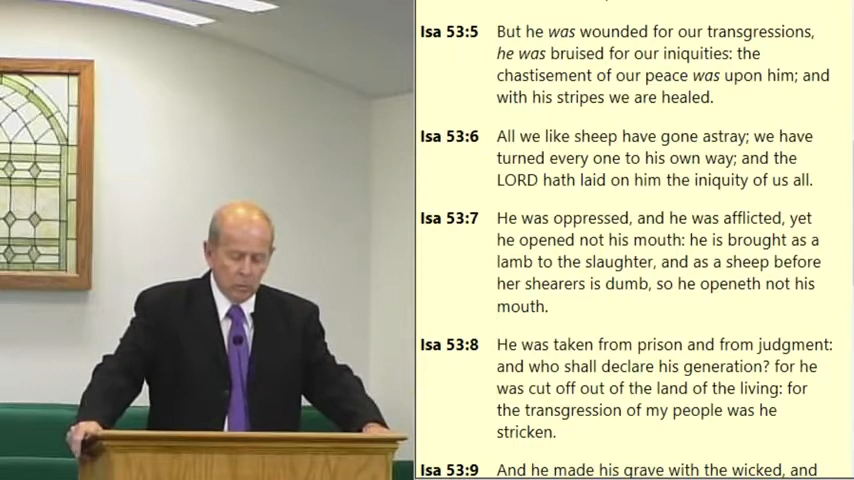 Isa 53:5 But he was wounded for our transgressions,
he was bruised for our iniquities: the
chastisement of our peace was upon him; and
with his stripes we are healed.
Isa 53:6 All we like sheep have gone astray; we have
turned every one to his own way; and the
LORD hath laid on him the iniquity of us all.
Isa 53:7 He was oppressed, and he was afflicted, yet
he opened not his mouth: he is brought as a
lamb to the slaughter, and as a sheep before
her shearers is dumb, so he openeth not his
mouth.
Isa 53:8 He was taken from prison and from judgment:
and who shall declare his generation? for he
was cut off out of the land of the living: for
the transgression of my people was he
stricken.
Isa 53:9 And he made his grave with the wicked, and